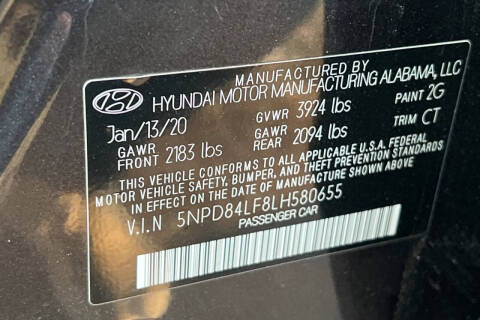 MANUFACTURED BY
HYUNDAI MOTOR MANUFACTURING ALABAMA, LLC
Jan/13/20 GVWR 3924 lbs PAINT 2G
GAWR FRONT 2183 lbs GAWR REAR 2094 lbs TRIM CT
THIS VEHICLE CONFORMS TO ALL APPLICABLE U.S.A. FEDERAL
MOTOR VEHICLE SAFETY, BUMPER, AND THEFT PREVENTION STANDARDS
IN EFFECT ON THE DATE OF MANUFACTURE SHOWN ABOVE.
V.I.N 5NPD84LF8LH580655
PASSENGER CAR